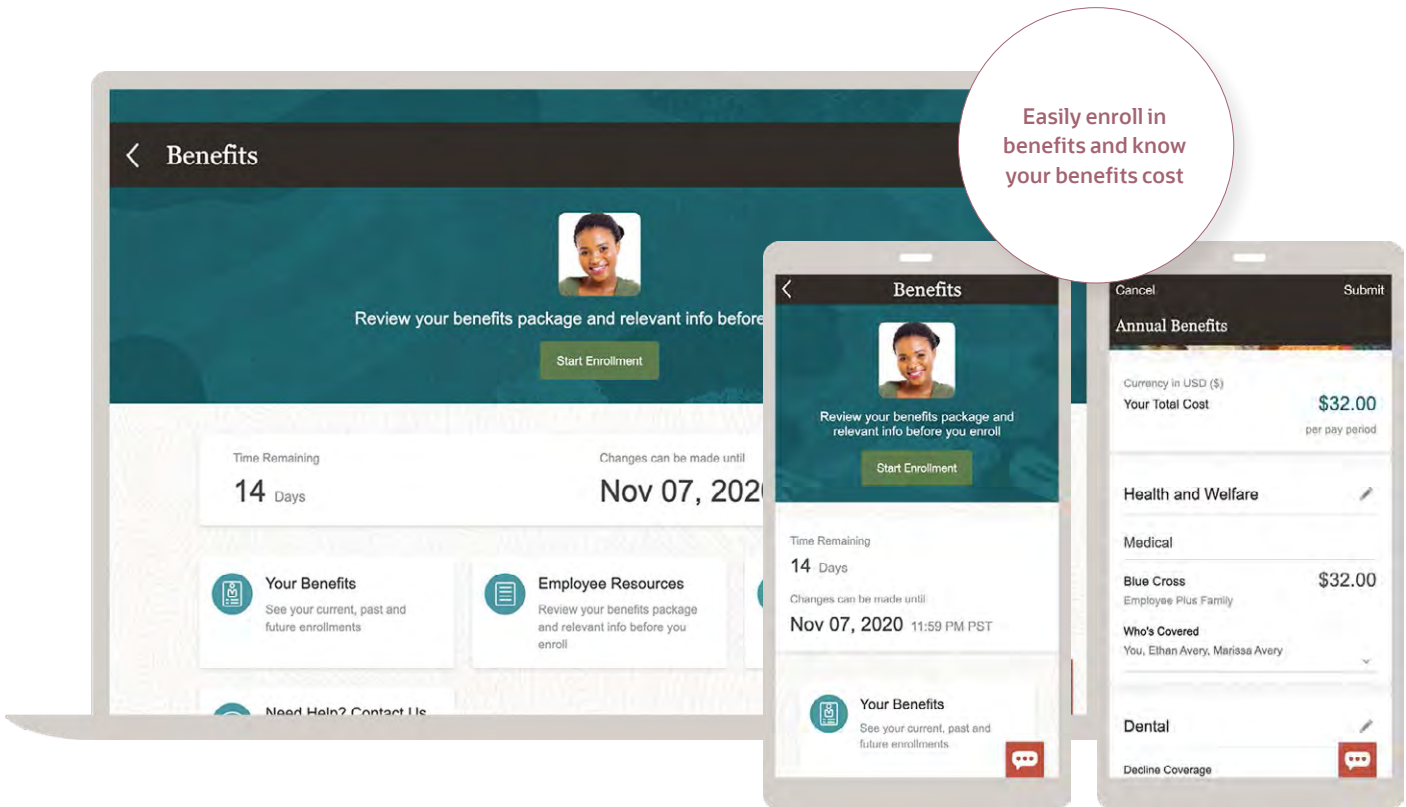 Easily enroll in
benefits and know
your benefits cost
Benefits
Review your benefits package and relevant info before
Start Enrollment
Time Remaining
14 Days
Changes can be made until
Nov 07, 202
Your Benefits
See your current, past and
future enrollments
Employee Resources
Review your benefits package
and relevant info before you
enroll
Need Help? Contact Us
Benefits
Review your benefits package and
relevant info before you enroll
Start Enrollment
Time Remaining
14 Days
Changes can be made until
Nov 07, 2020 11:59 PM PST
Your Benefits
See your current, past and
future enrollments
Cancel Submit
Annual Benefits
Currency in USD ($)
Your Total Cost $32.00
per pay period
Health and Welfare
Medical
Blue Cross $32.00
Employee Plus Family
Who's Covered
You, Ethan Avery, Marissa Avery
Dental
Decline Coverage